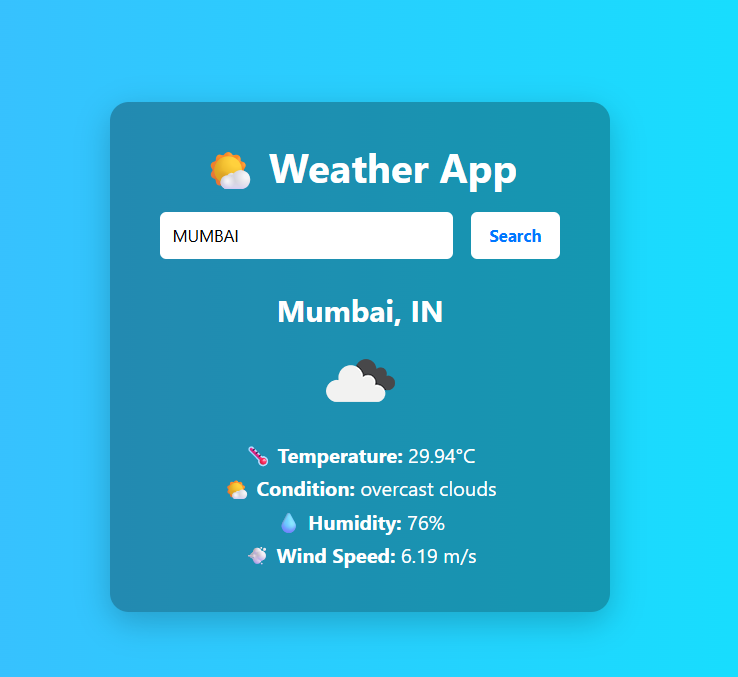 Weather App
MUMBAI Search
Mumbai, IN
Temperature: 29.94°C
Condition: overcast clouds
Humidity: 76%
Wind Speed: 6.19 m/s